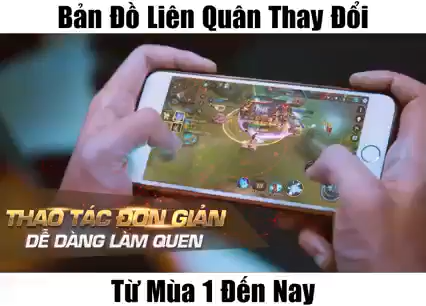 Bản Đồ Liên Quân Thay Đổi
THAO TÁC ĐƠN GIẢN
DỄ DÀNG LÀM QUEN
Từ Mùa 1 Đến Nay